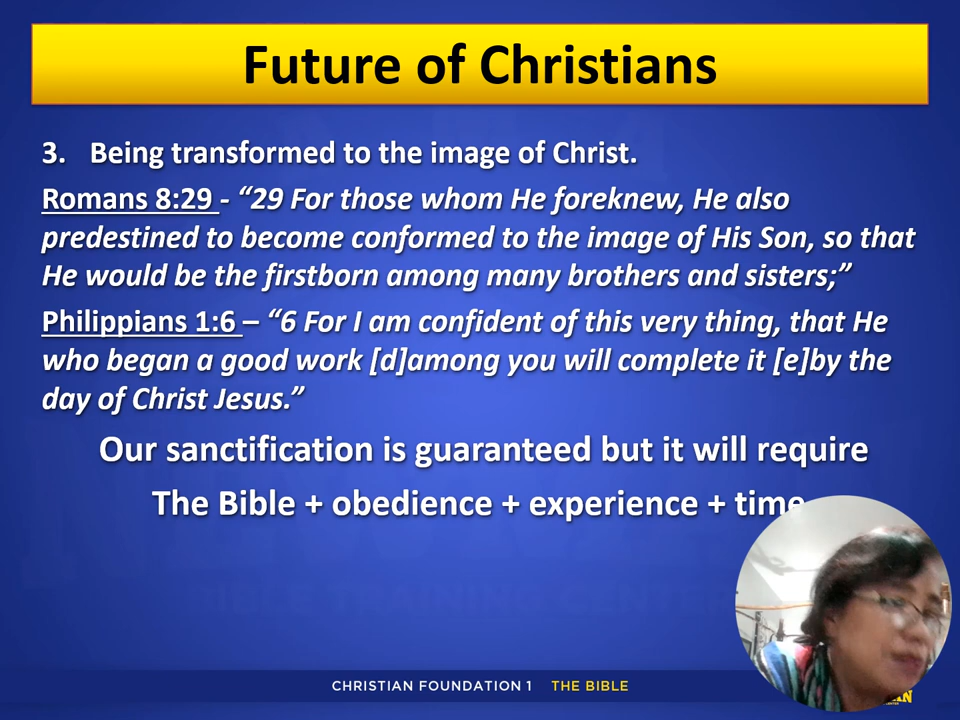 Future of Christians
3. Being transformed to the image of Christ.
Romans 8:29 - “29 For those whom He foreknew, He also
predestined to become conformed to the image of His Son, so that
He would be the firstborn among many brothers and sisters;”
Philippians 1:6 – “6 For I am confident of this very thing, that He
who began a good work [d]among you will complete it [e]by the
day of Christ Jesus.”
Our sanctification is guaranteed but it will require
The Bible + obedience + experience + time
CHRISTIAN FOUNDATION 1 THE BIBLE